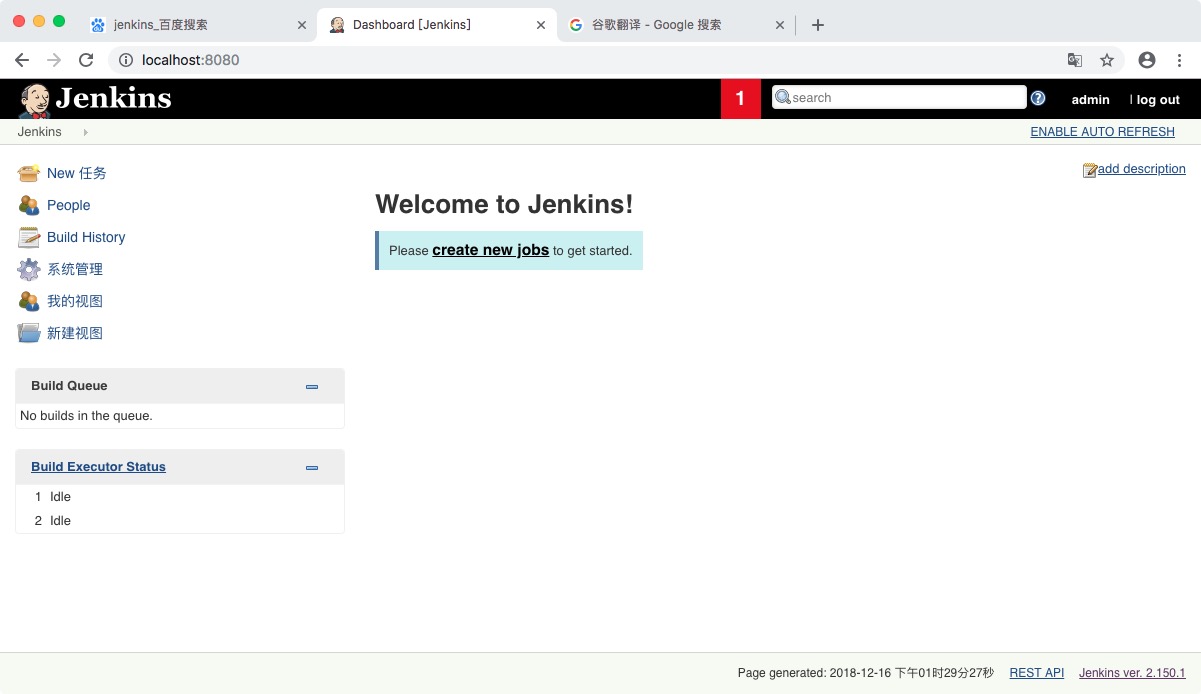 jenkins_百度搜索
Dashboard [Jenkins]
谷歌翻译 - Google 搜索
localhost:8080
Jenkins
1
search
admin
| log out
Jenkins
ENABLE AUTO REFRESH
New 任务
People
Build History
系统管理
我的视图
新建视图
add description
Welcome to Jenkins!
Please create new jobs to get started.
Build Queue
No builds in the queue.
Build Executor Status
1 Idle
2 Idle
Page generated: 2018-12-16 下午01时29分27秒 REST API Jenkins ver. 2.150.1